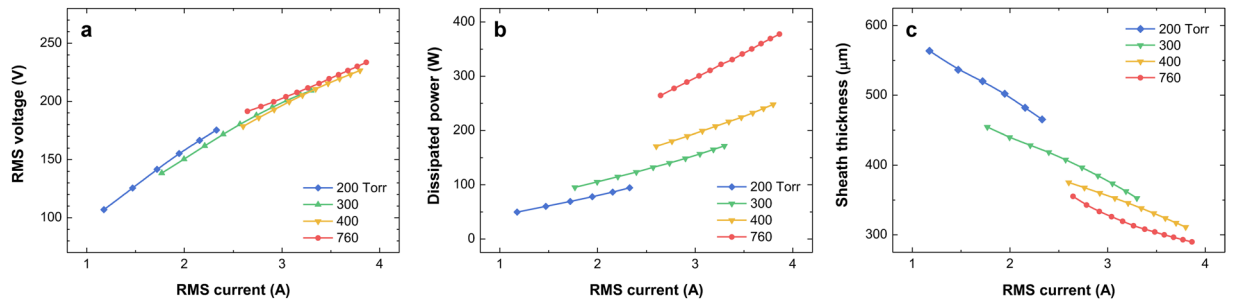 a
RMS voltage (V)
250
200
150
100
1
2
3
4
RMS current (A)
200 Torr
300
400
760
b
Dissipated power (W)
400
300
200
100
0
1
2
3
4
RMS current (A)
200 Torr
300
400
760
c
Sheath thickness (μm)
600
500
400
300
1
2
3
4
RMS current (A)
200 Torr
300
400
760